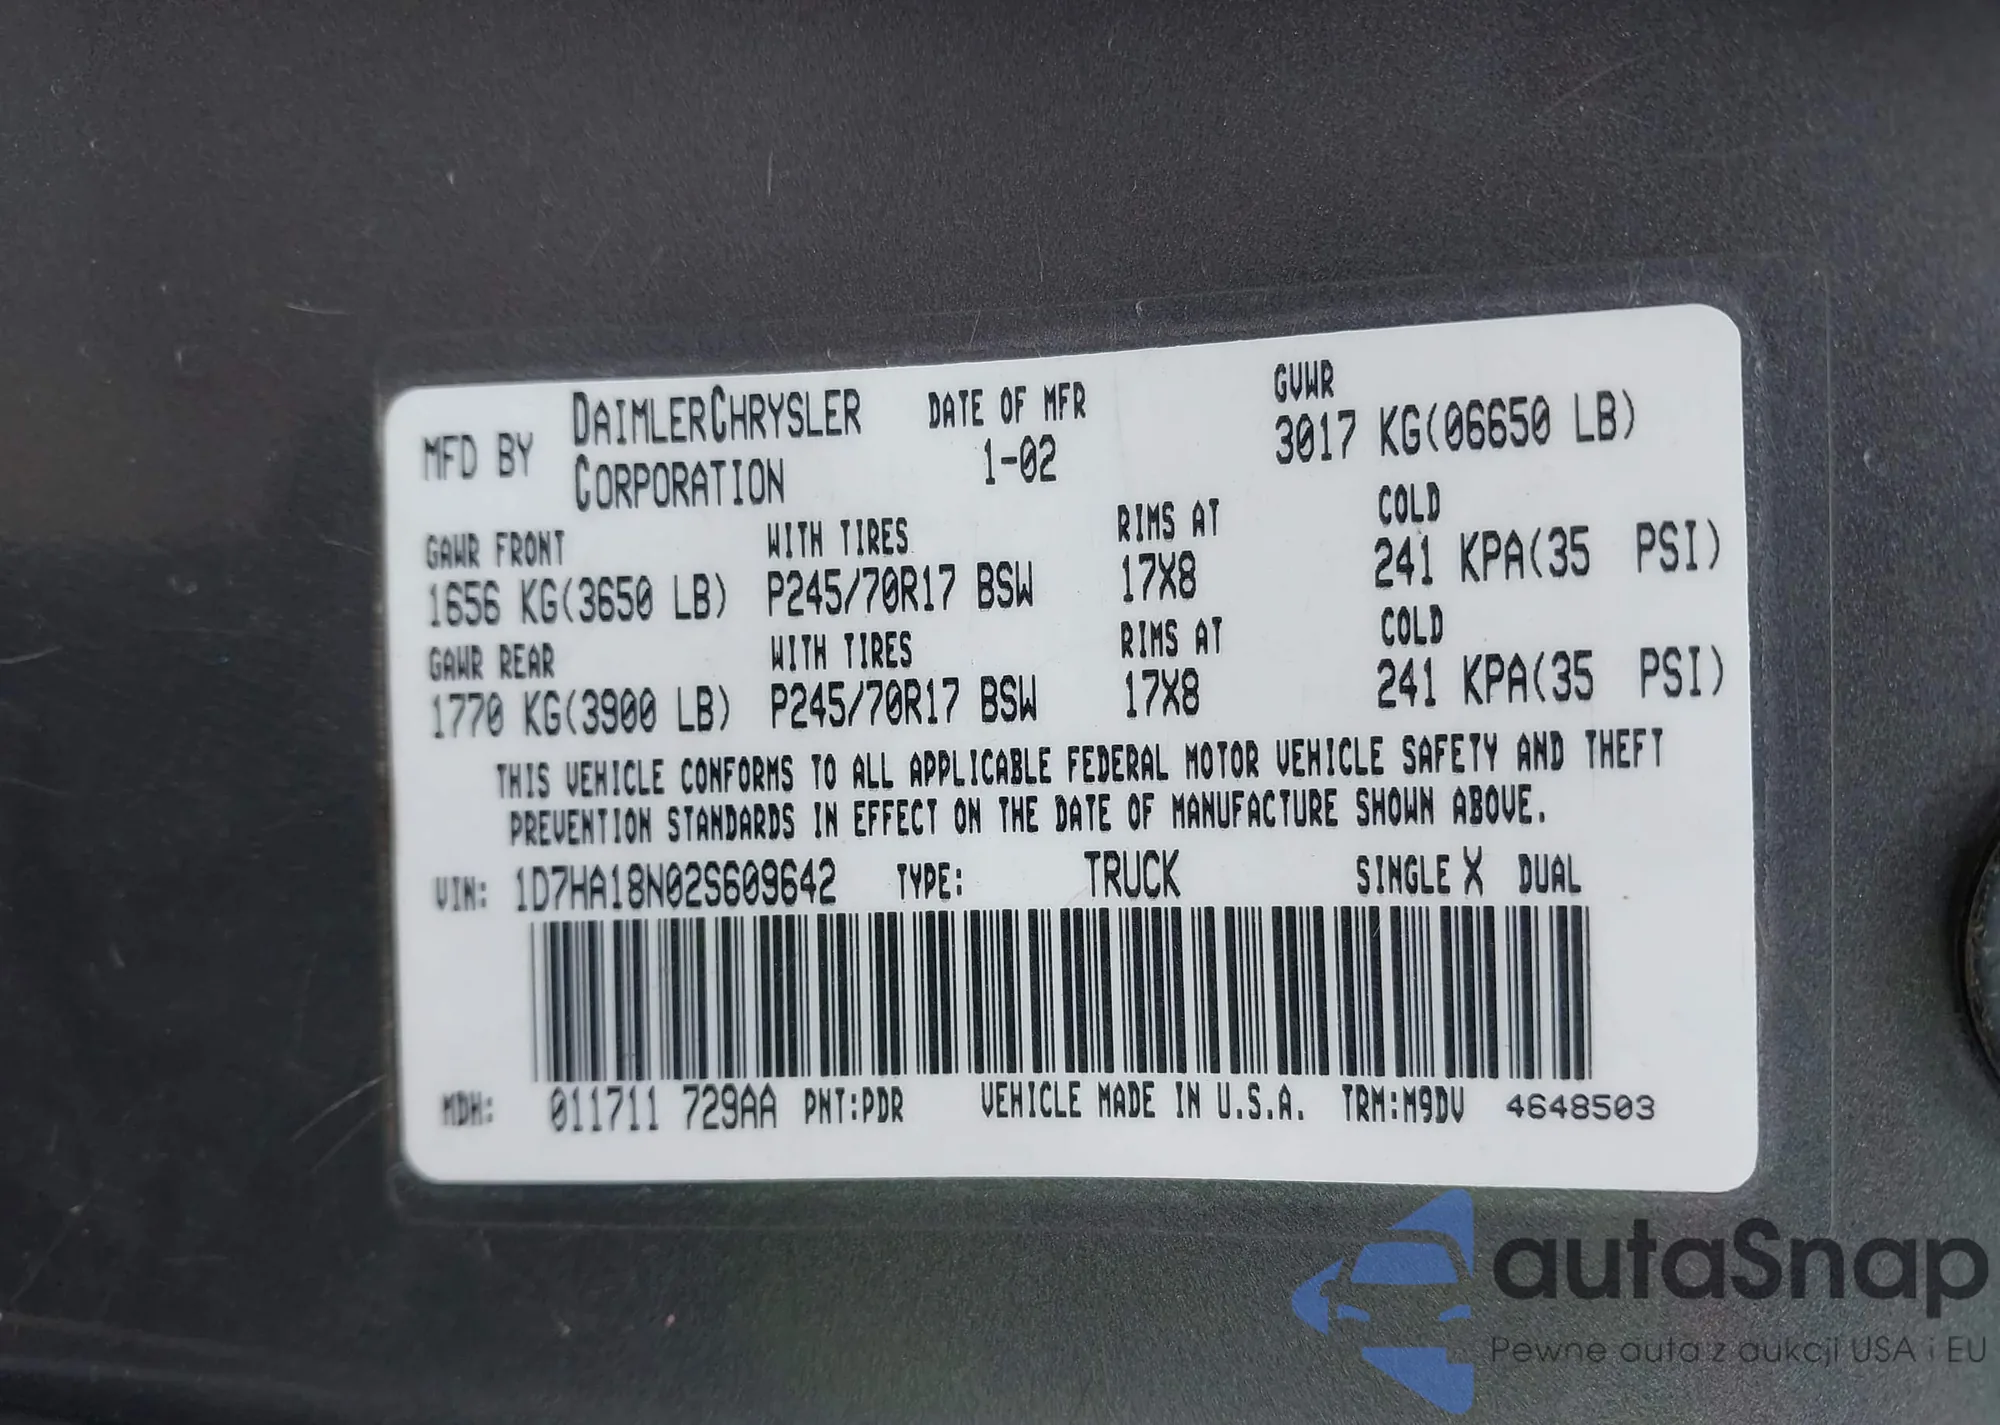 MFD BY DAIMLERCHRYSLER CORPORATION DATE OF MFR 1-02 GVWR 3017 KG(06650 LB)
GAWR FRONT WITH TIRES RIMS AT COLD
1656 KG(3650 LB) P245/70R17 BSW 17X8 241 KPA(35 PSI)
GAWR REAR WITH TIRES RIMS AT COLD
1770 KG(3900 LB) P245/70R17 BSW 17X8 241 KPA(35 PSI)
THIS VEHICLE CONFORMS TO ALL APPLICABLE FEDERAL MOTOR VEHICLE SAFETY AND THEFT
PREVENTION STANDARDS IN EFFECT ON THE DATE OF MANUFACTURE SHOWN ABOVE.
VIN: 1D7HA18N02S609642 TYPE: TRUCK SINGLE X DUAL
MDH: 011711 729AA PNT:PDR VEHICLE MADE IN U.S.A. TRM:M9DV 4648503
autaSnap
Pewne auta z aukcji USA i EU